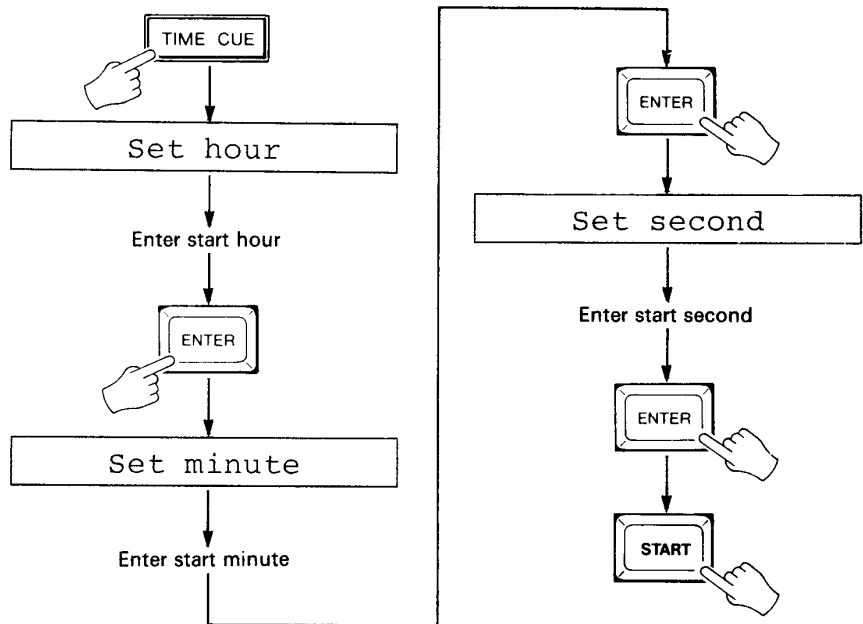 TIME CUE
Set hour
Enter start hour
ENTER
Set minute
Enter start minute
ENTER
Set second
Enter start second
ENTER
START